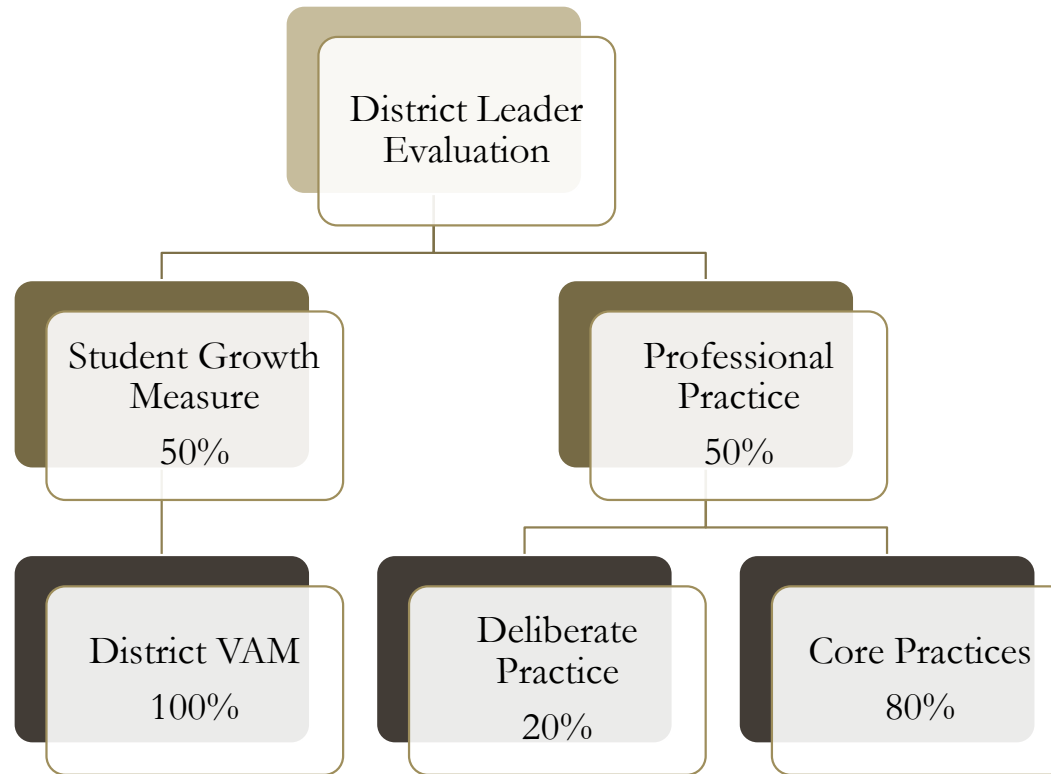 District Leader
Evaluation
Student Growth
Measure
50%
Professional
Practice
50%
District VAM
100%
Deliberate
Practice
20%
Core Practices
80%